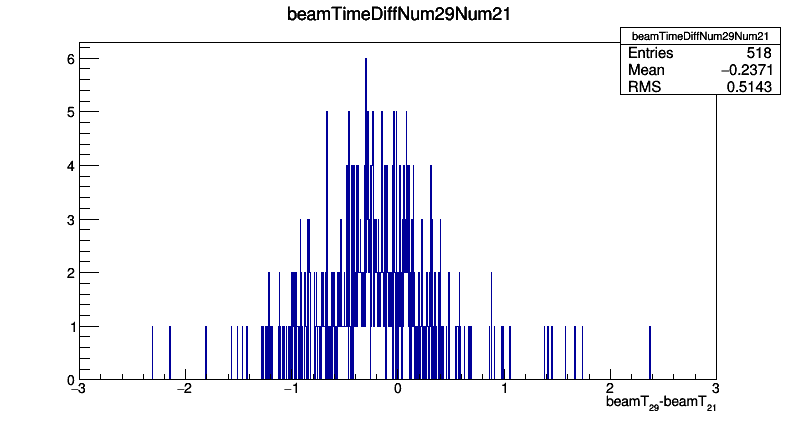 beamTimeDiffNum29Num21
beamTimeDiffNum29Num21
Entries 518
Mean −0.2371
RMS 0.5143
6
5
4
3
2
1
0
−3 −2 −1 0 1 2 3
beamT29-beamT21